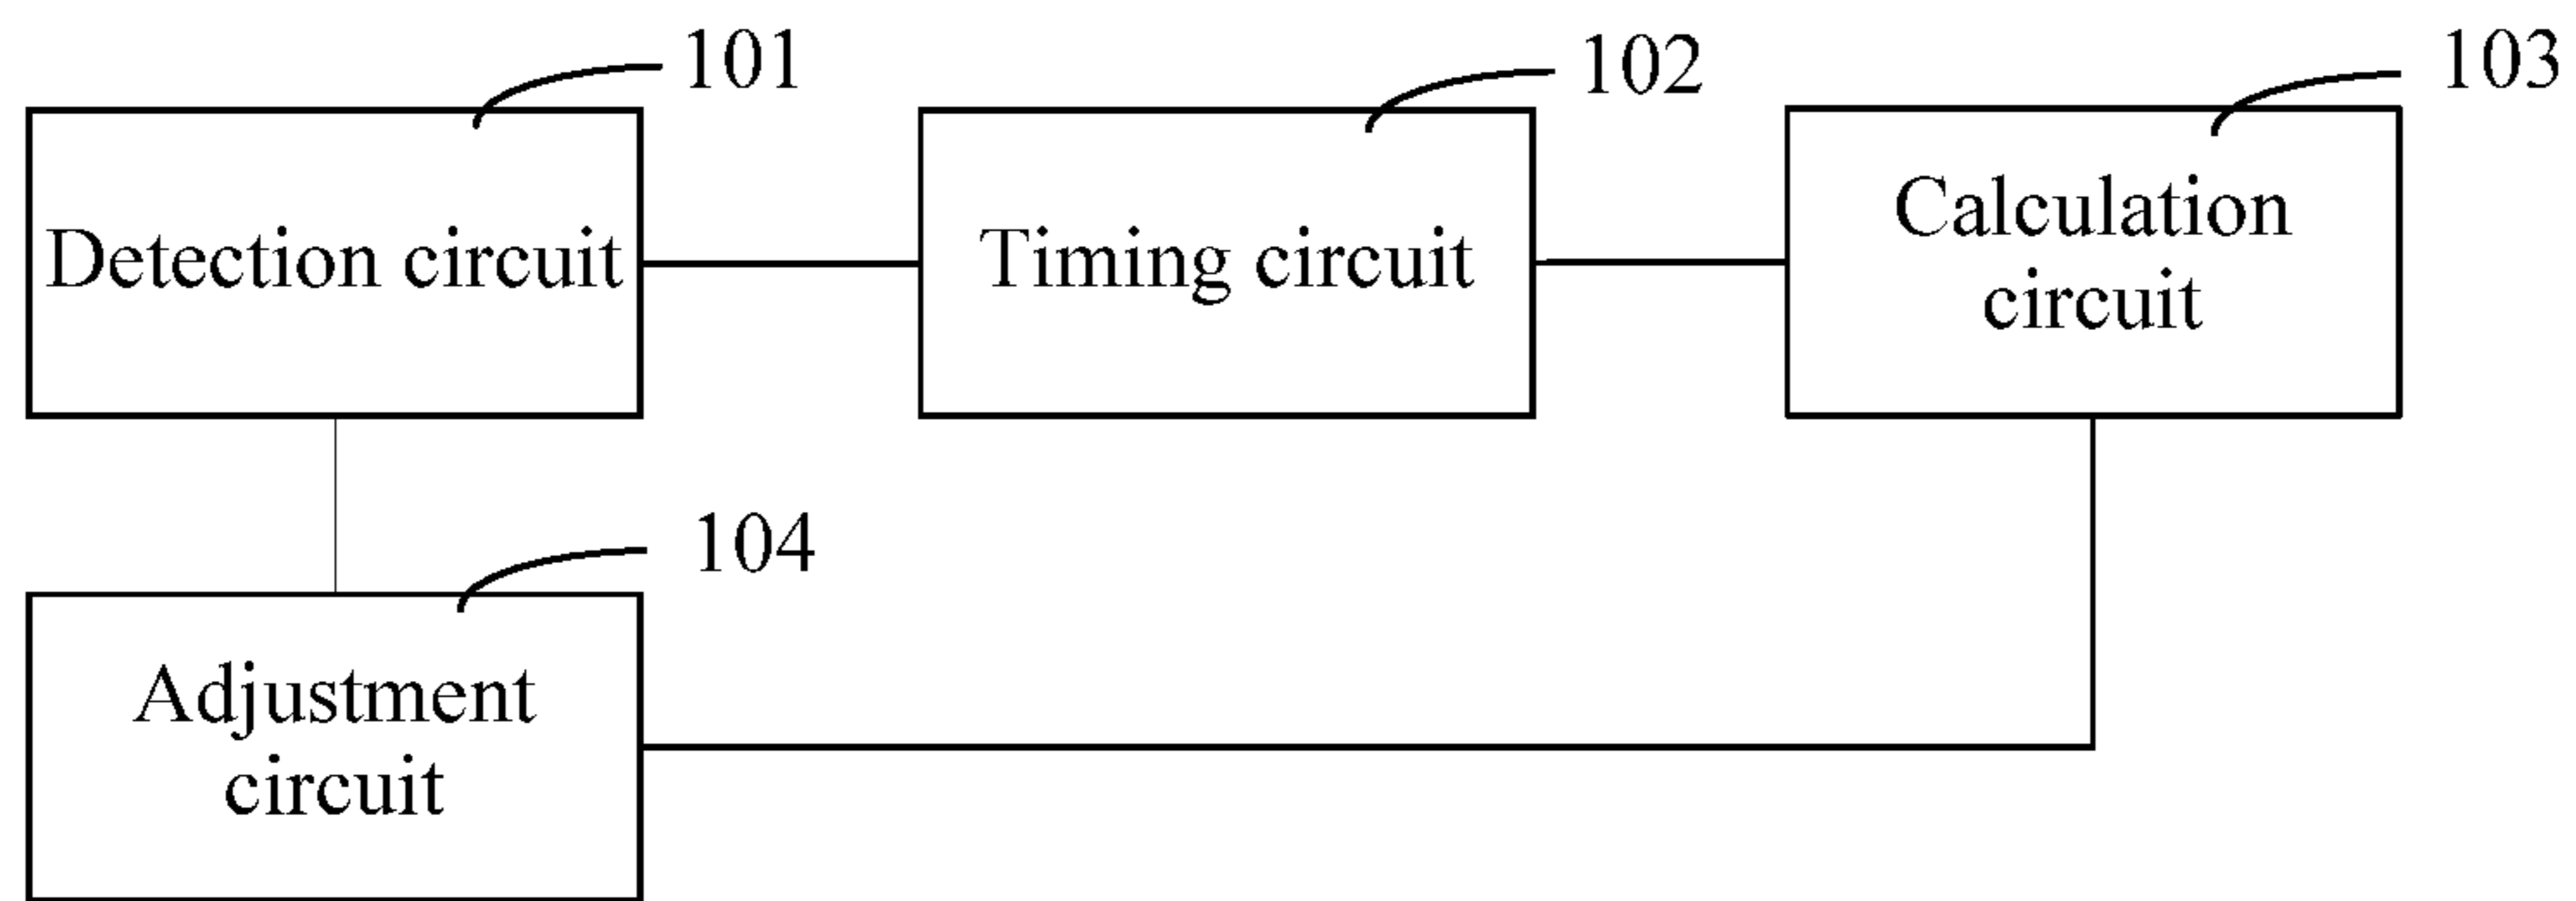 101
102
103
Detection circuit
Timing circuit
Calculation
circuit
104
Adjustment
circuit